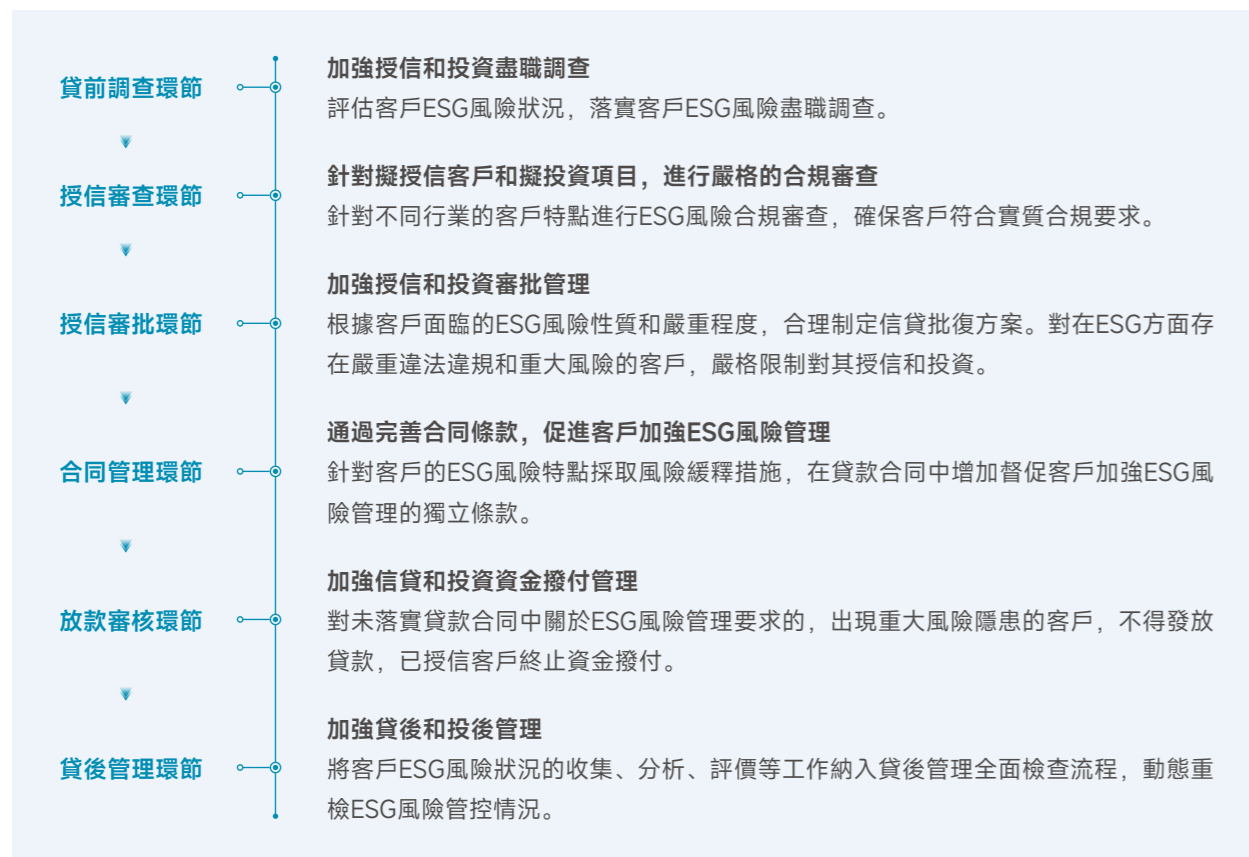 貸前調查環節
加強授信和投資盡職調查
評估客戶ESG風險狀況，落實客戶ESG風險盡職調查。
授信審查環節
針對擬授信客戶和擬投資項目，進行嚴格的合規審查
針對不同行業的客戶特點進行ESG風險合規審查，確保客戶符合實質合規要求。
授信審批環節
加強授信和投資審批管理
根據客戶面臨的ESG風險性質和嚴重程度，合理制定信貸批復方案。對在ESG方面存
在嚴重違法違規和重大風險的客戶，嚴格限制對其授信和投資。
合同管理環節
通過完善合同條款，促進客戶加強ESG風險管理
針對客戶的ESG風險特點採取風險緩釋措施，在貸款合同中增加督促客戶加強ESG風
險管理的獨立條款。
放款審核環節
加強信貸和投資資金撥付管理
對未落實貸款合同中關於ESG風險管理要求的，出現重大風險隱患的客戶，不得發放
貸款，已授信客戶終止資金撥付。
貸後管理環節
加強貸後和投後管理
將客戶ESG風險狀況的收集、分析、評價等工作納入貸後管理全面檢查流程，動態重
檢ESG風險管控情況。